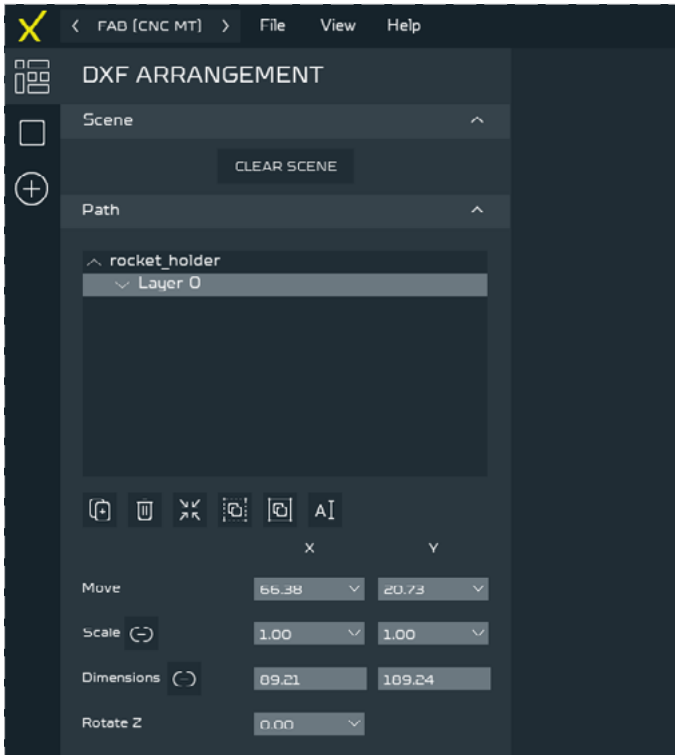 FAB (CNC MT) File View Help
DXF ARRANGEMENT
Scene
CLEAR SCENE
Path
rocket_holder
Layer 0
AI
X Y
Move 66.38 20.73
Scale 1.00 1.00
Dimensions 89.21 109.24
Rotate Z 0.00